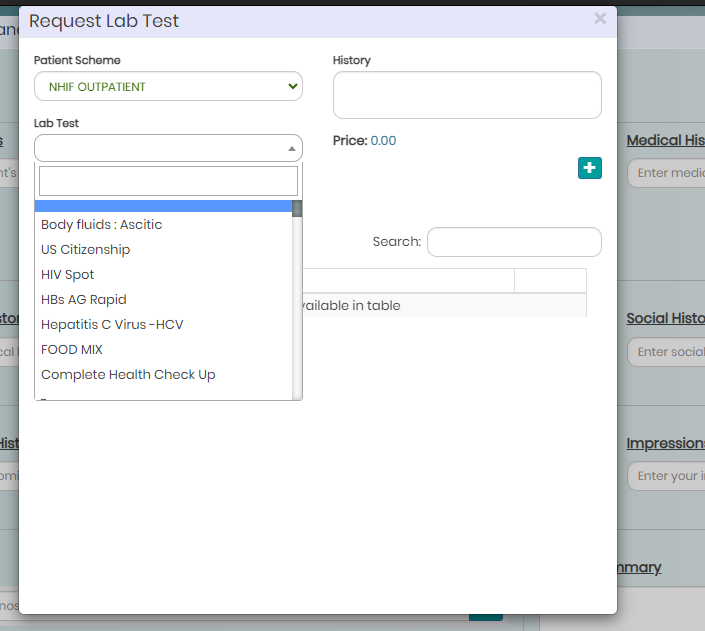 Request Lab Test
×
Patient Scheme
NHIF OUTPATIENT
History
Lab Test
Price: 0.00
Body fluids : Ascitic
US Citizenship
HIV Spot
HBs AG Rapid
Hepatitis C Virus -HCV
FOOD MIX
Complete Health Check Up
Search:
vailable in table
Medical His
Enter medic
Social Histo
Enter social
Impressions
Enter your i
mmary